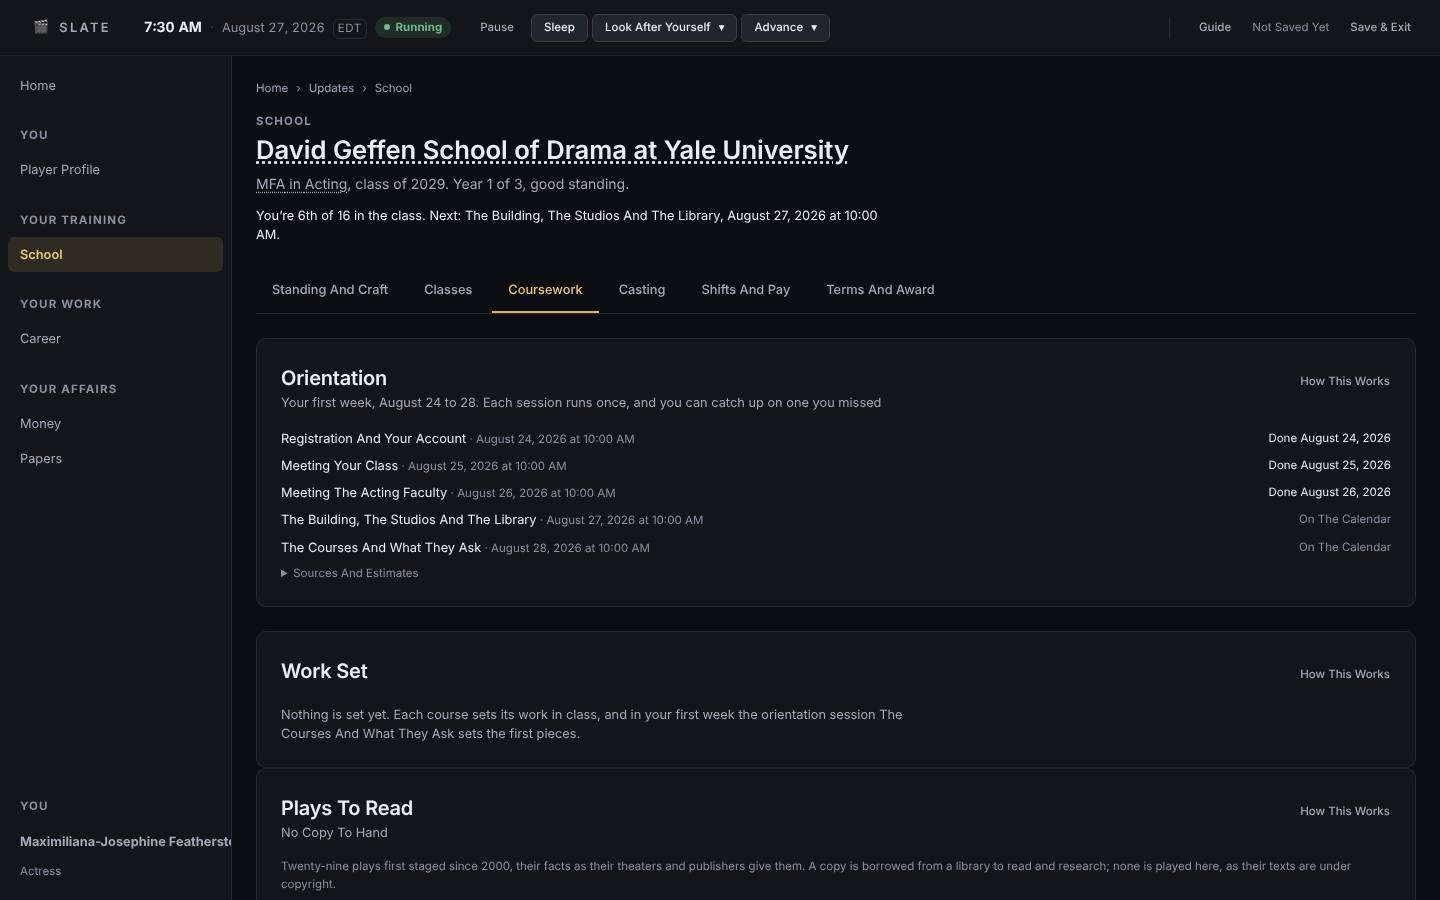 SLATE
7:30 AM · August 27, 2026 EDT Running Pause Sleep Look After Yourself ▾ Advance ▾ Guide Not Saved Yet Save & Exit
Home
YOU
Player Profile
YOUR TRAINING
School
YOUR WORK
Career
YOUR AFFAIRS
Money
Papers
YOU
Maximiliana-Josephine Featherst
Actress
Home › Updates › School
SCHOOL
David Geffen School of Drama at Yale University
MFA in Acting, class of 2029. Year 1 of 3, good standing.
You’re 6th of 16 in the class. Next: The Building, The Studios And The Library, August 27, 2026 at 10:00
AM.
Standing And Craft Classes Coursework Casting Shifts And Pay Terms And Award
Orientation
How This Works
Your first week, August 24 to 28. Each session runs once, and you can catch up on one you missed
Registration And Your Account · August 24, 2026 at 10:00 AM Done August 24, 2026
Meeting Your Class · August 25, 2026 at 10:00 AM Done August 25, 2026
Meeting The Acting Faculty · August 26, 2026 at 10:00 AM Done August 26, 2026
The Building, The Studios And The Library · August 27, 2026 at 10:00 AM On The Calendar
The Courses And What They Ask · August 28, 2026 at 10:00 AM On The Calendar
▶ Sources And Estimates
Work Set
How This Works
Nothing is set yet. Each course sets its work in class, and in your first week the orientation session The
Courses And What They Ask sets the first pieces.
Plays To Read
How This Works
No Copy To Hand
Twenty-nine plays first staged since 2000, their facts as their theaters and publishers give them. A copy is borrowed from a library to read and research; none is played here, as their texts are under
copyright.